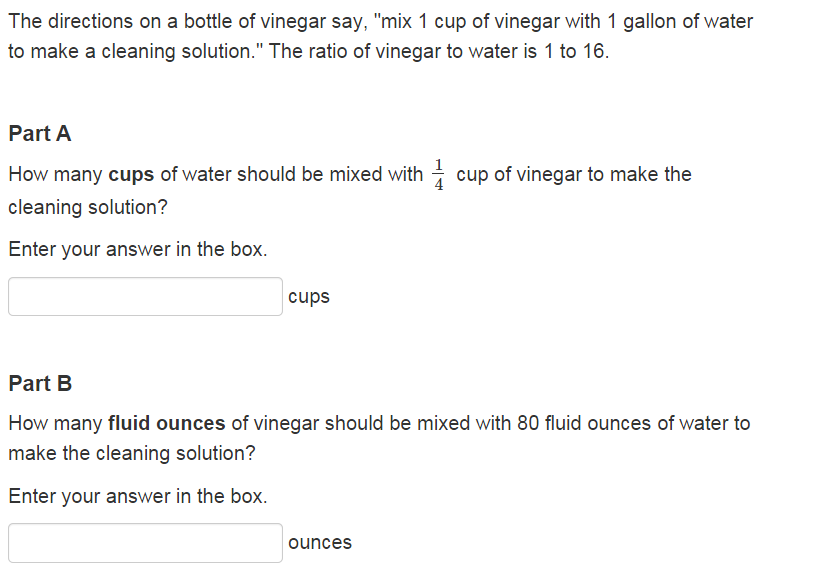 The directions on a bottle of vinegar say, "mix 1 cup of vinegar with 1 gallon of water
to make a cleaning solution." The ratio of vinegar to water is 1 to 16.
Part A
How many cups of water should be mixed with 1/4 cup of vinegar to make the
cleaning solution?
Enter your answer in the box.
cups
Part B
How many fluid ounces of vinegar should be mixed with 80 fluid ounces of water to
make the cleaning solution?
Enter your answer in the box.
ounces